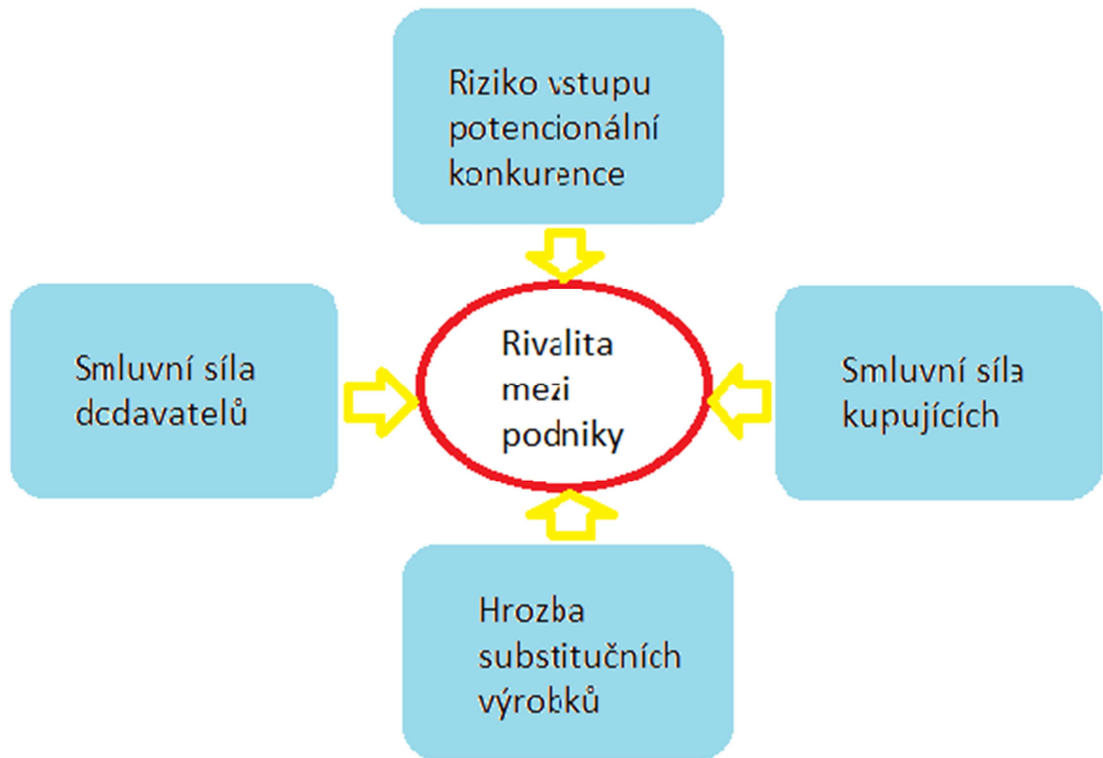 Riziko vstupu
potencionální
konkurence
Smluvní síla
dodavatelů
Rivalita
mezi
podniky
Smluvní síla
kupujících
Hrozba
substitučních
výrobků